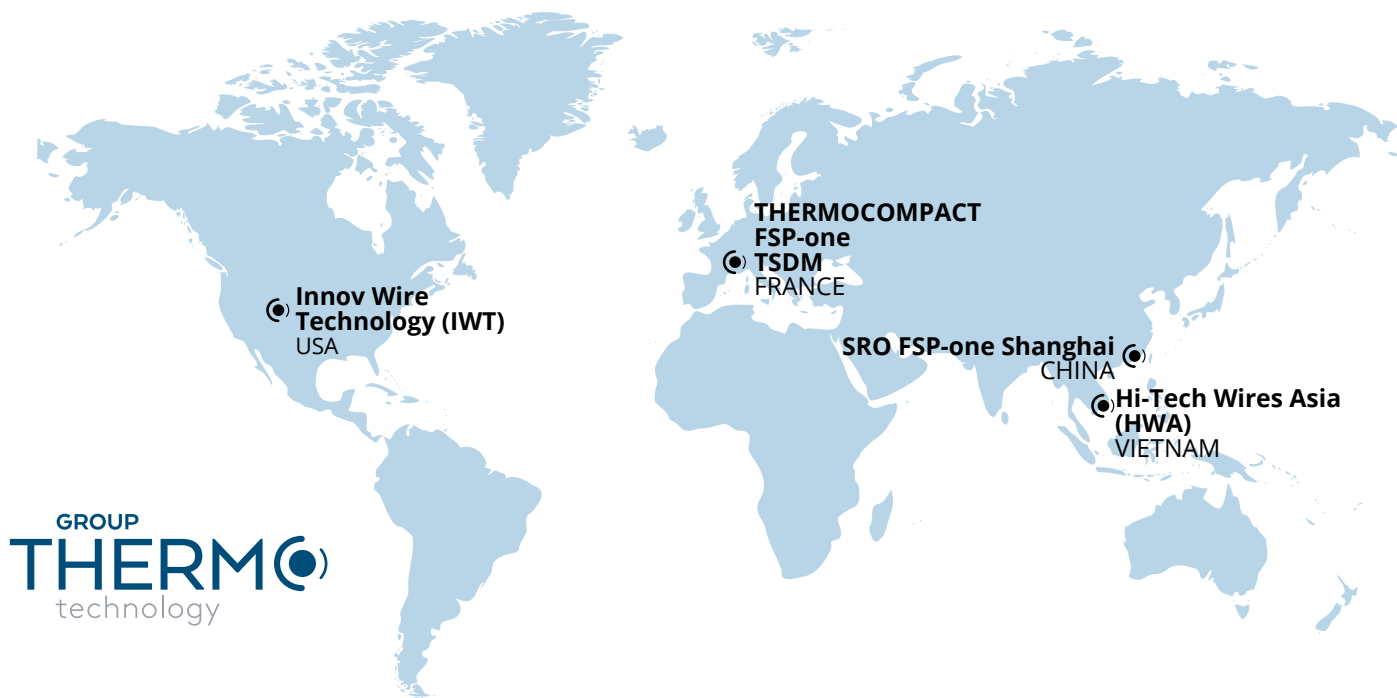 THERMOCOMPACT
FSP-one
TSDM
FRANCE
Innov Wire
Technology (IWT)
USA
SRO FSP-one Shanghai
CHINA
Hi-Tech Wires Asia
(HWA)
VIETNAM
GROUP
THERMO
technology